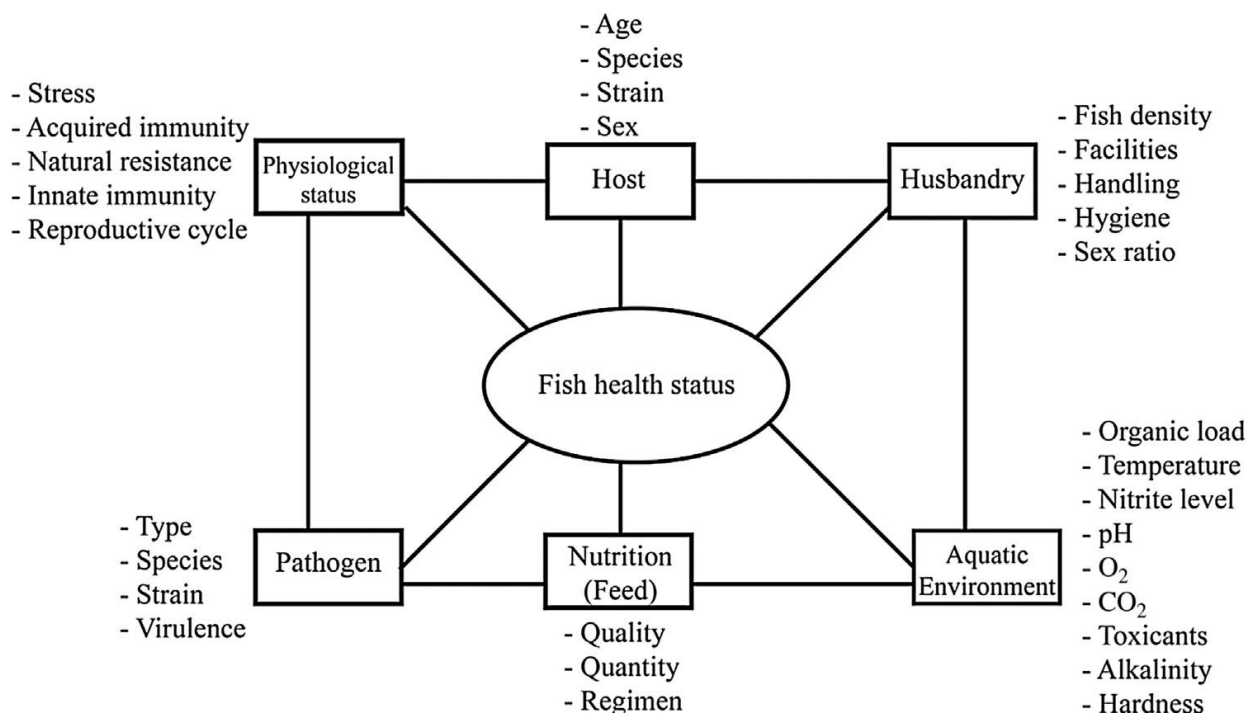 - Age
- Species
- Strain
- Sex
- Stress
- Acquired immunity
- Natural resistance
- Innate immunity
- Reproductive cycle
Physiological
status
Host
Husbandry
- Fish density
- Facilities
- Handling
- Hygiene
- Sex ratio
Fish health status
- Type
- Species
- Strain
- Virulence
Pathogen
Nutrition
(Feed)
- Quality
- Quantity
- Regimen
Aquatic
Environment
- Organic load
- Temperature
- Nitrite level
- pH
- O₂
- CO₂
- Toxicants
- Alkalinity
- Hardness